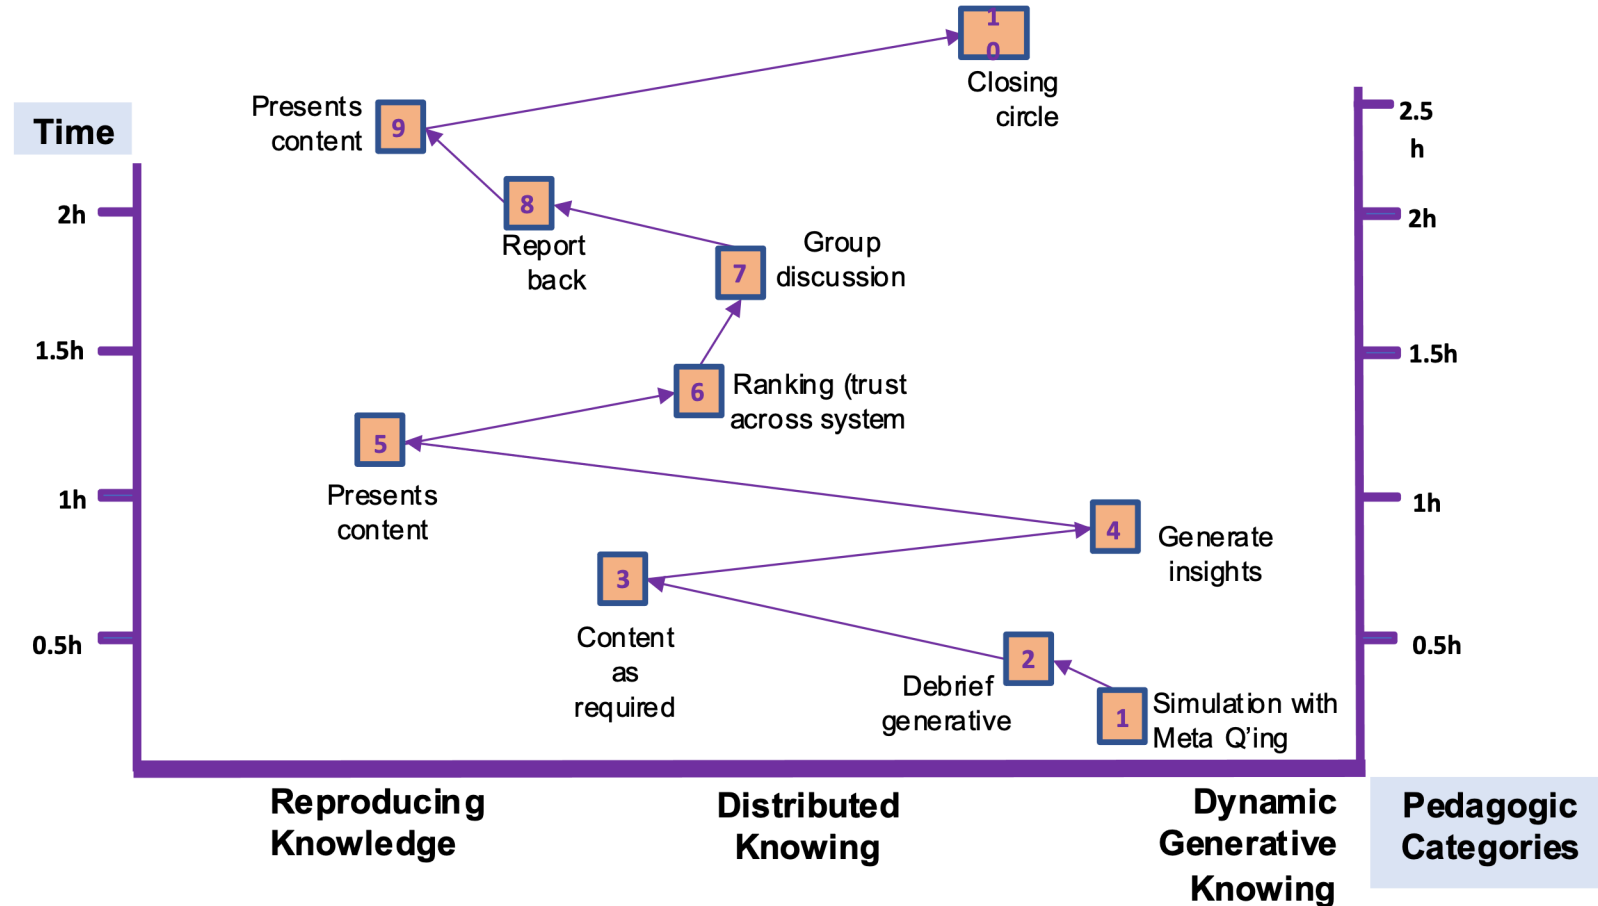 1
0
Closing
circle
Presents
content
9
2.5
h
Time
8
2h
2h
Report
back
7
Group
discussion
1.5h
1.5h
6
Ranking (trust
across system
5
Presents
content
1h
1h
4
Generate
insights
3
Content
as
required
0.5h
0.5h
2
Debrief
generative
1
Simulation with
Meta Q’ing
Reproducing
Knowledge
Distributed
Knowing
Dynamic
Generative
Knowing
Pedagogic
Categories